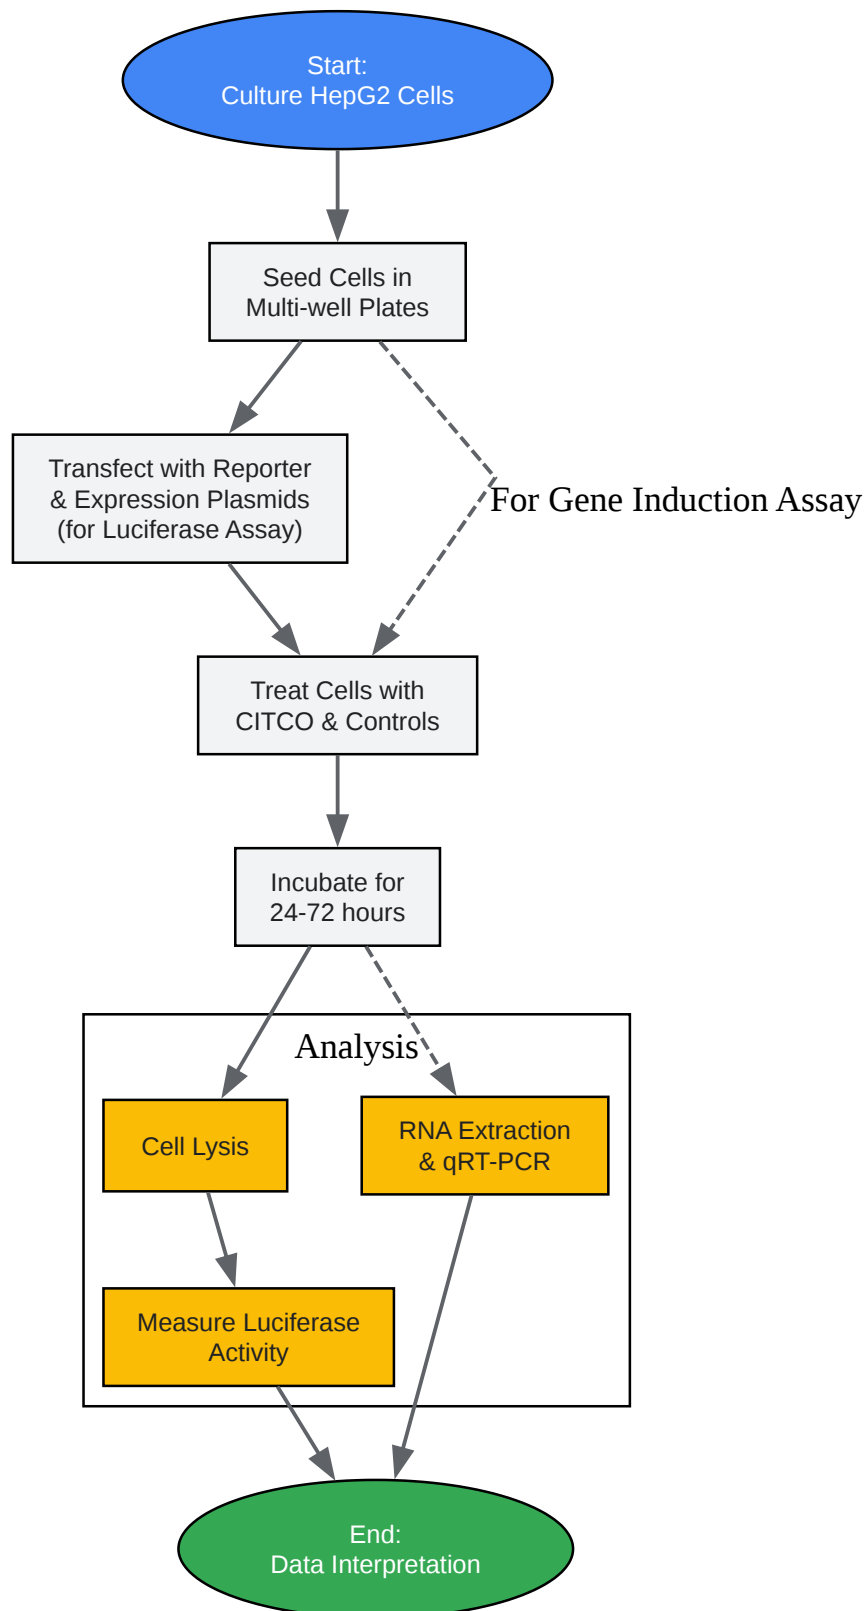 Start:
Culture HepG2 Cells
Seed Cells in
Multi-well Plates
Transfect with Reporter
& Expression Plasmids
(for Luciferase Assay)
For Gene Induction Assay
Treat Cells with
CITCO & Controls
Incubate for
24-72 hours
Analysis
Cell Lysis
RNA Extraction
& qRT-PCR
Measure Luciferase
Activity
End:
Data Interpretation